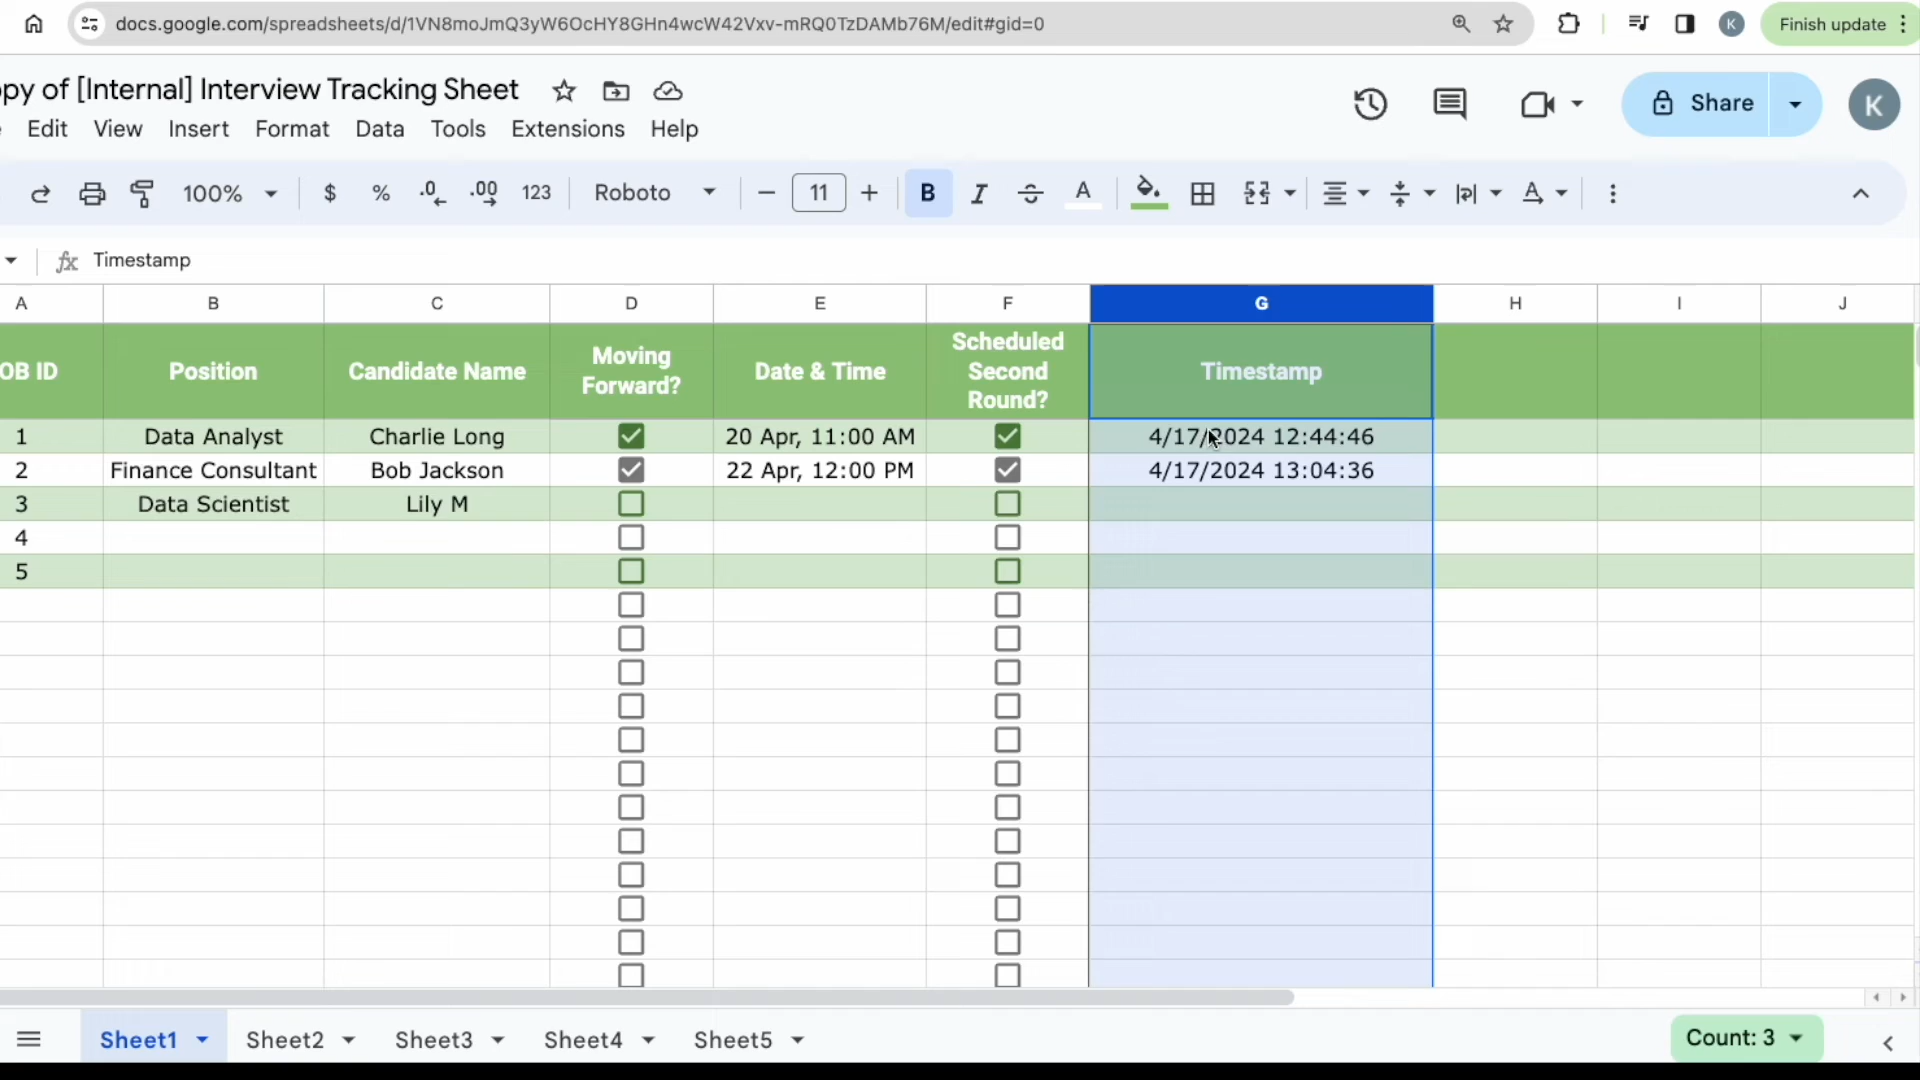 docs.google.com/spreadsheets/d/1VN8moJmQ3yW6OcHY8GHn4wcW42Vxv-mRQ0TzDAMb76M/edit#gid=0
K
Finish update
py of [Internal] Interview Tracking Sheet
Edit View Insert Format Data Tools Extensions Help
Share
K
100% $ % .0 .00 123 Roboto 11 B I A A
fx Timestamp
A B C D E F G H I J
OB ID Position Candidate Name Moving Forward? Date & Time Scheduled Second Round? Timestamp
1 Data Analyst Charlie Long 20 Apr, 11:00 AM 4/17/2024 12:44:46
2 Finance Consultant Bob Jackson 22 Apr, 12:00 PM 4/17/2024 13:04:36
3 Data Scientist Lily M
4
5
Sheet1 Sheet2 Sheet3 Sheet4 Sheet5 Count: 3